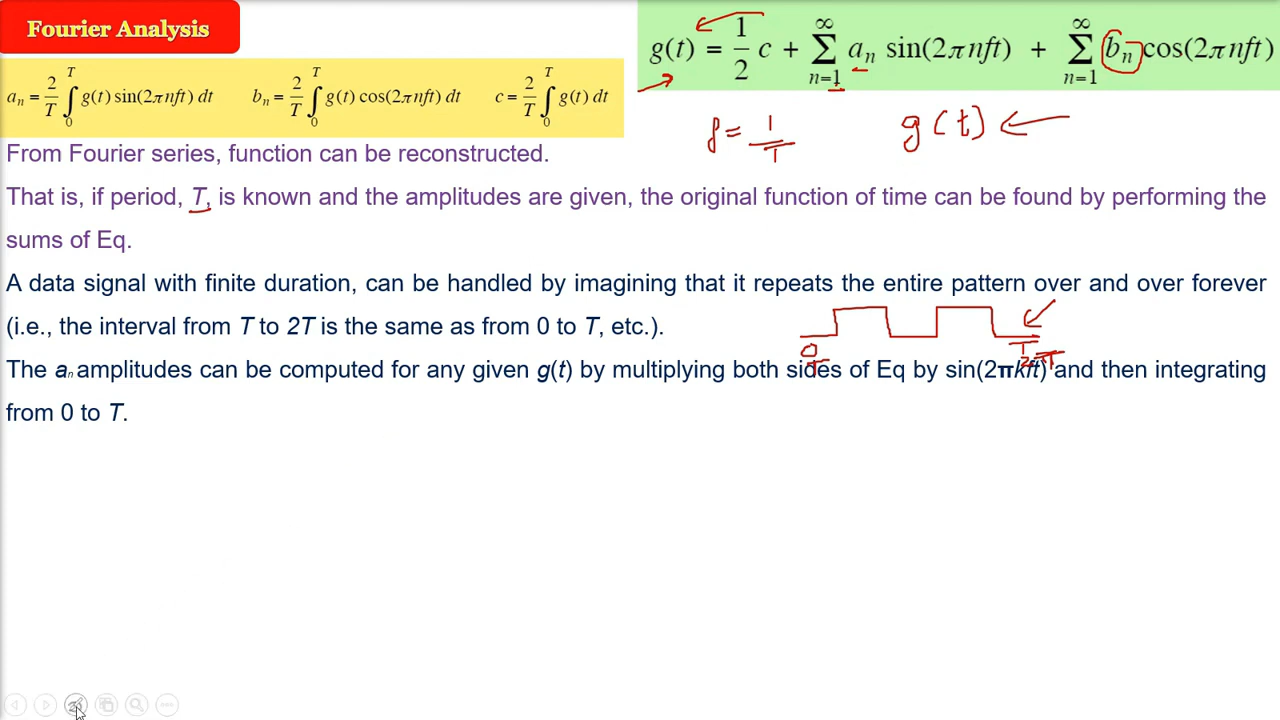 Fourier Analysis
g(t) = 1/2 c + ∑_{n=1}^{∞} a_n sin(2πnft) + ∑_{n=1}^{∞} b_n cos(2πnft)
a_n = 2/T ∫_0^T g(t) sin(2πnft) dt b_n = 2/T ∫_0^T g(t) cos(2πnft) dt c = 2/T ∫_0^T g(t) dt
f = 1/T g(t)
From Fourier series, function can be reconstructed.
That is, if period, T, is known and the amplitudes are given, the original function of time can be found by performing the
sums of Eq.
A data signal with finite duration, can be handled by imagining that it repeats the entire pattern over and over forever
(i.e., the interval from T to 2T is the same as from 0 to T, etc.).
0 T
T 2T
The a_n amplitudes can be computed for any given g(t) by multiplying both sides of Eq by sin(2πkft) and then integrating
from 0 to T.